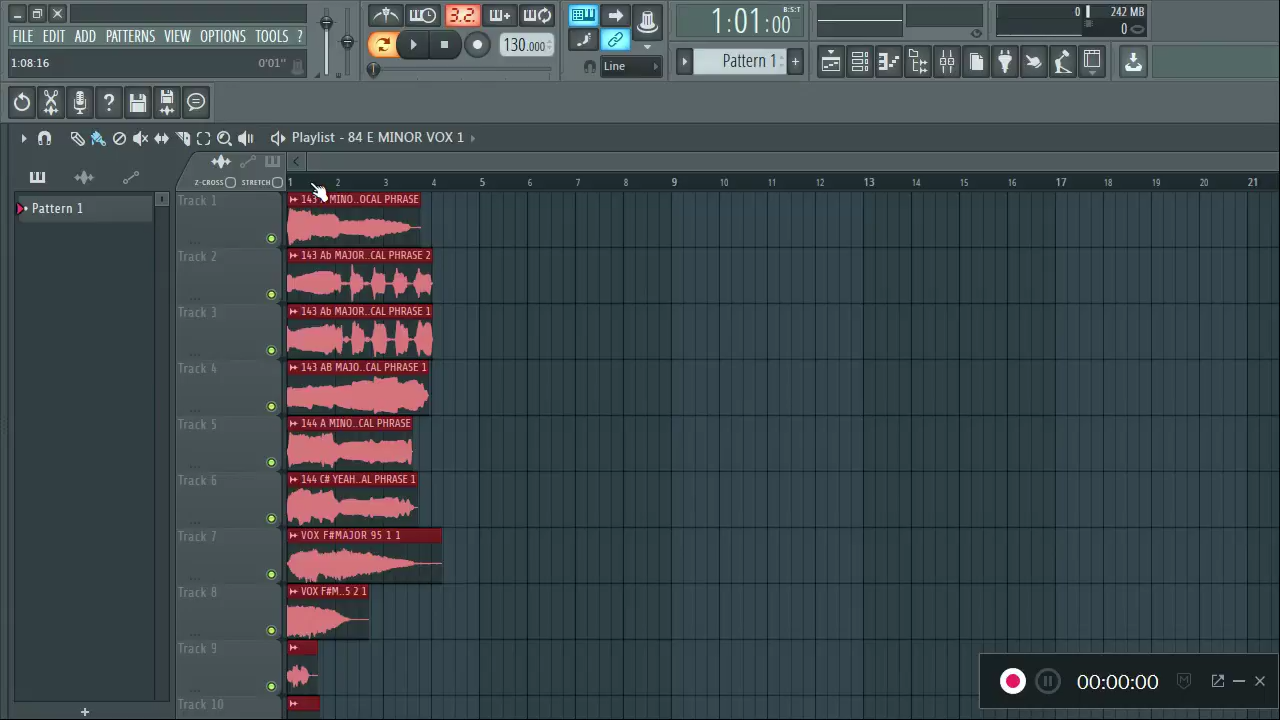 FILE EDIT ADD PATTERNS VIEW OPTIONS TOOLS ?
1:08:16 0'01"
3.2.
130.000
Line
1:01:00 B:S:T
Pattern 1 +
0 242 MB
0
?
Playlist - 84 E MINOR VOX 1
Z-CROSS STRETCH
1 2 3 4 5 6 7 8 9 10 11 12 13 14 15 16 17 18 19 20 21
Pattern 1
Track 1
MINO..OCAL PHRASE
Track 2
143 Ab MAJOR..CAL PHRASE 2
Track 3
143 Ab MAJOR..CAL PHRASE 1
Track 4
143 AB MAJO..CAL PHRASE 1
Track 5
144 A MINO..CAL PHRASE
Track 6
144 C# YEAH..AL PHRASE 1
Track 7
VOX F#MAJOR 95 1 1
Track 8
VOX F#M..5 2 1
Track 9
Track 10
+
00:00:00